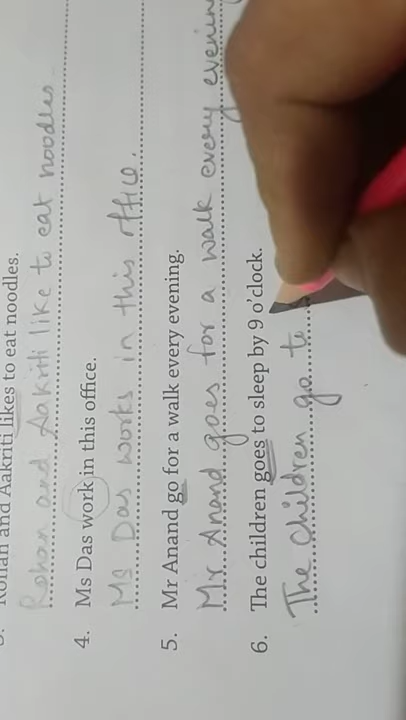 Rohan and Aakriti likes to eat noodles.
Rohan and Aakriti like to eat noodles.
4. Ms Das work in this office.
Ms Das works in this office.
5. Mr Anand go for a walk every evening.
Mr Anand goes for a walk every evening
6. The children goes to sleep by 9 o'clock.
The children go to